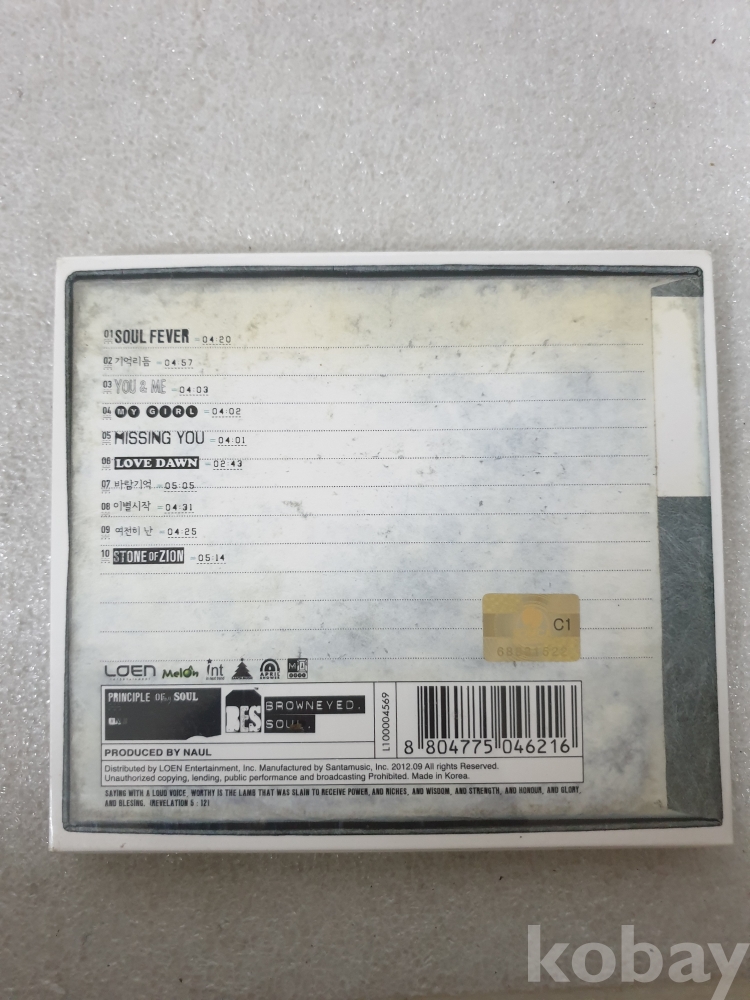 01 SOUL FEVER - 04:20
02 기억리듬 - 04:57
03 YOU & ME - 04:03
04 MY GIRL - 04:02
05 MISSING YOU - 04:01
06 LOVE DAWN - 02:43
07 바람기억 - 05:05
08 이별시작 - 04:31
09 여전히 난 - 04:25
10 STONE OF ZION - 05:14
C1
LOEN Melon int
PRINCIPLE OF SOUL
BES BROWNEYED.
SOUL.
L100004569
8 804775 046216
PRODUCED BY NAUL
Distributed by LOEN Entertainment, Inc. Manufactured by Santamusic, Inc. 2012.09 All rights Reserved.
Unauthorized copying, lending, public performance and broadcasting Prohibited. Made in Korea.
SAYING WITH A LOUD VOICE, WORTHY IS THE LAMB THAT WAS SLAIN TO RECEIVE POWER, AND RICHES, AND WISDOM, AND STRENGTH, AND HONOUR, AND GLORY,
AND BLESING. (REVELATION 5 : 12)
kobay